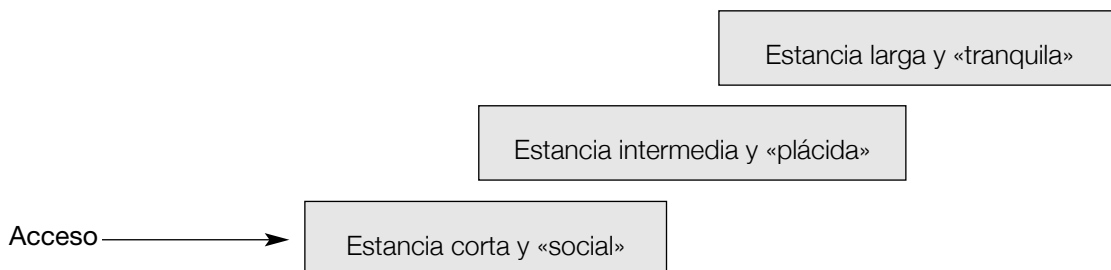 Estancia larga y «tranquila»
Estancia intermedia y «plácida»
Acceso
Estancia corta y «social»